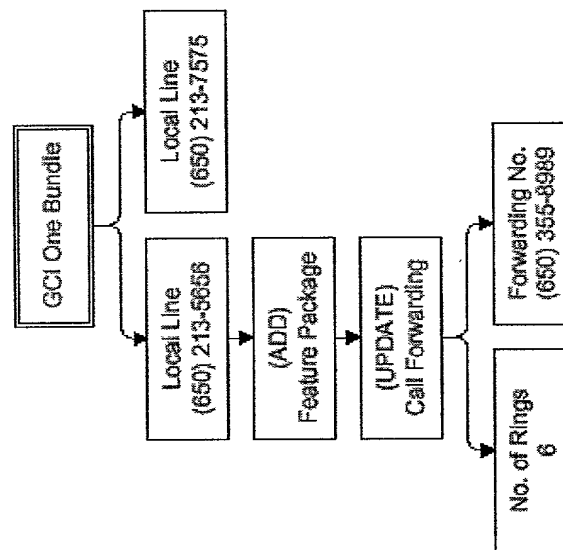 GCI One Bundle
Local Line
(650) 213-5656
Local Line
(650) 213-7575
(ADD)
Feature Package
(UPDATE)
Call Forwarding
No. of Rings
6
Forwarding No.
(650) 355-8989